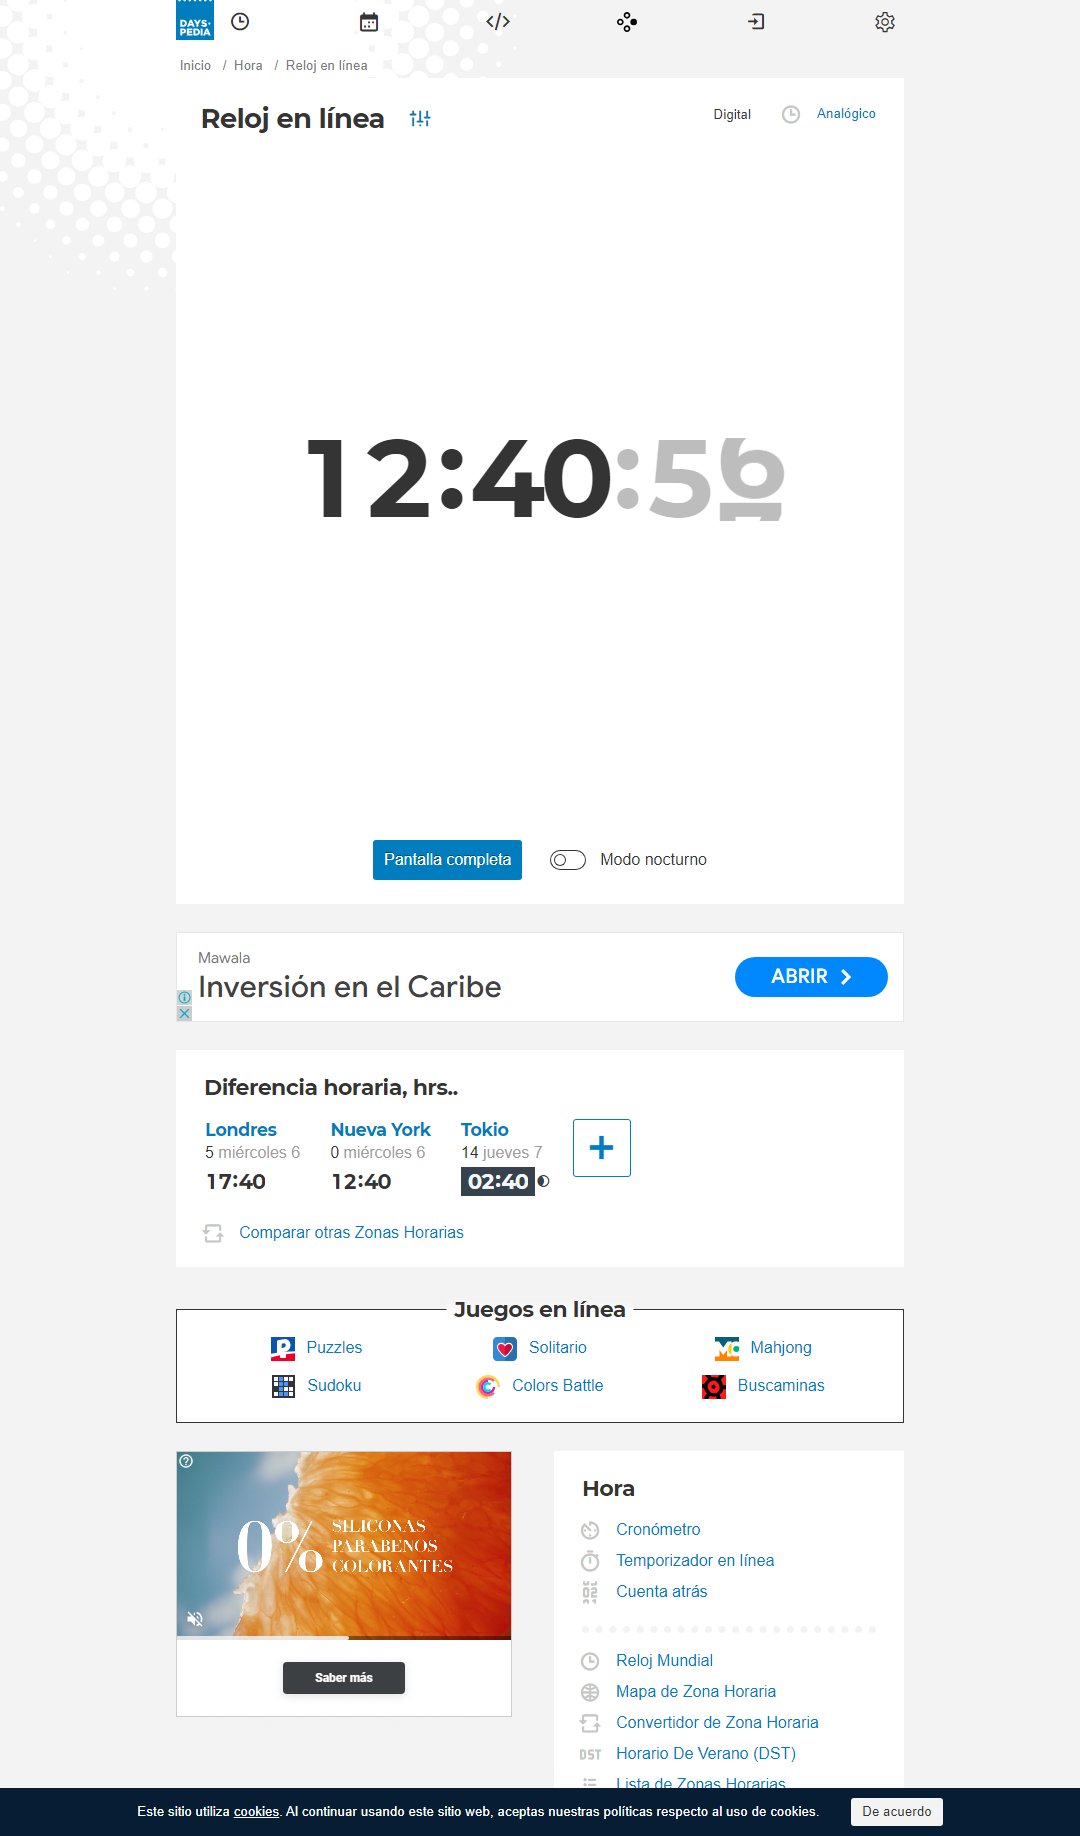 DAYS•
PEDIA
Inicio / Hora / Reloj en línea
Reloj en línea
Digital
Analógico
12:40:56
Pantalla completa
Modo nocturno
Mawala
Inversión en el Caribe
ABRIR
Diferencia horaria, hrs..
Londres
5 miércoles 6
17:40
Nueva York
0 miércoles 6
12:40
Tokio
14 jueves 7
02:40
Comparar otras Zonas Horarias
Juegos en línea
Puzzles
Solitario
Mahjong
Sudoku
Colors Battle
Buscaminas
0% SILICONAS
PARABENOS
COLORANTES
Saber más
Hora
Cronómetro
Temporizador en línea
Cuenta atrás
Reloj Mundial
Mapa de Zona Horaria
Convertidor de Zona Horaria
DST Horario De Verano (DST)
Lista de Zonas Horarias
Este sitio utiliza cookies. Al continuar usando este sitio web, aceptas nuestras políticas respecto al uso de cookies.
De acuerdo